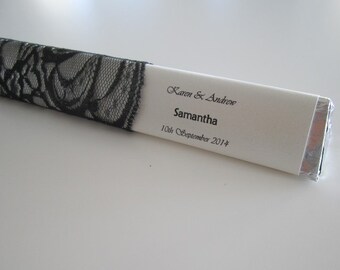 Karen & Andrew
Samantha
10th September 2014